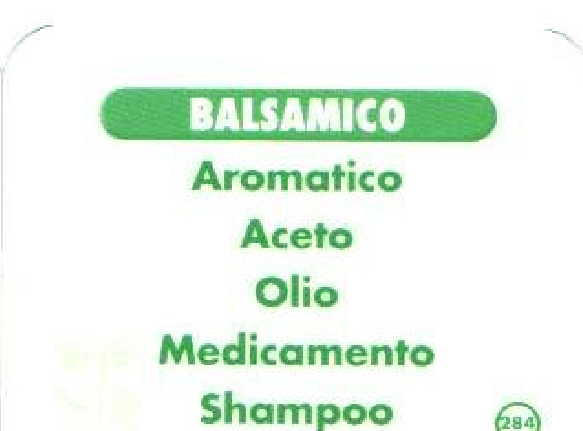 BALSAMICO
Aromatico
Aceto
Olio
Medicamento
Shampoo
284